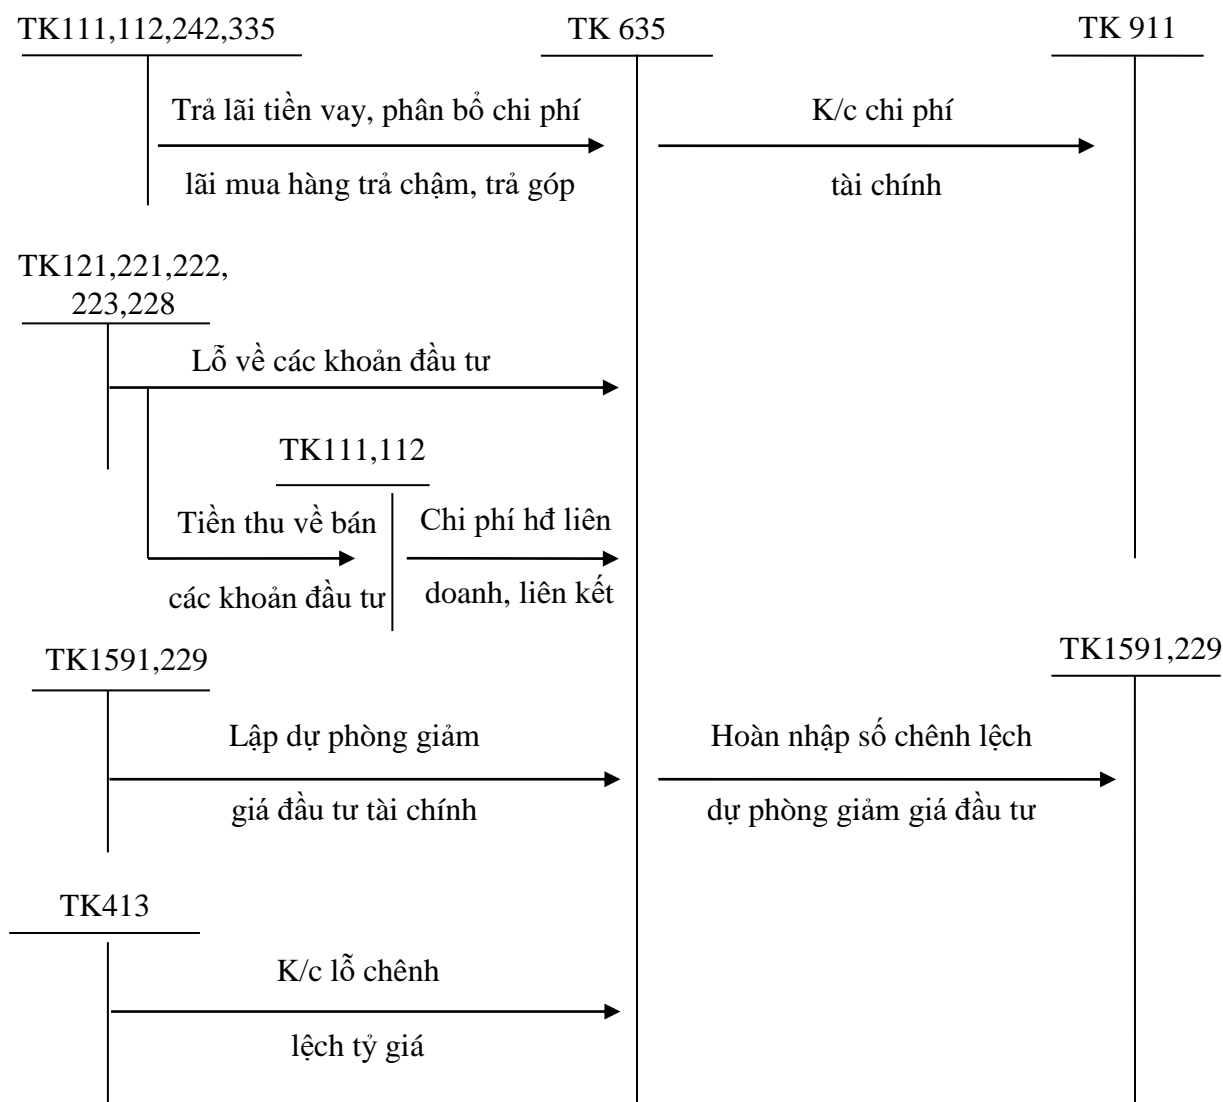 TK111,112,242,335
TK 635
TK 911
Trả lãi tiền vay, phân bổ chi phí
lãi mua hàng trả chậm, trả góp
K/c chi phí
tài chính
TK121,221,222,
223,228
Lỗ về các khoản đầu tư
TK111,112
Tiền thu về bán
các khoản đầu tư
Chi phí hđ liên
doanh, liên kết
TK1591,229
TK1591,229
Lập dự phòng giảm
giá đầu tư tài chính
Hoàn nhập số chênh lệch
dự phòng giảm giá đầu tư
TK413
K/c lỗ chênh
lệch tỷ giá